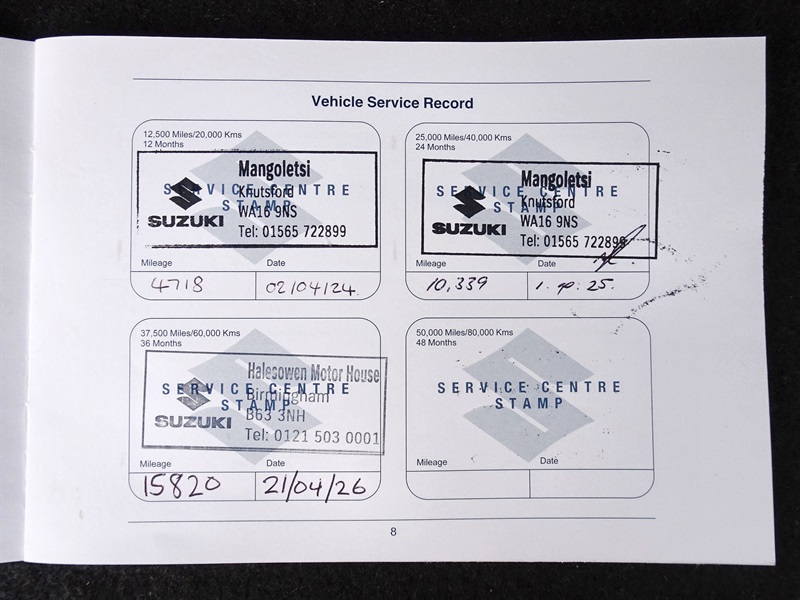 Vehicle Service Record
12,500 Miles/20,000 Kms
12 Months
SERVICE CENTRE
STAMP
Mangoletsi
Knutsford
WA16 9NS
Tel: 01565 722899
SUZUKI
Mileage
Date
4718
02/04/24
25,000 Miles/40,000 Kms
24 Months
SERVICE CENTRE
STAMP
Mangoletsi
Knutsford
WA16 9NS
Tel: 01565 722899
SUZUKI
Mileage
Date
10,339
37,500 Miles/60,000 Kms
36 Months
SERVICE CENTRE
STAMP
Halesowen Motor House
Birmingham
B63 3NH
Tel: 0121 503 0001
SUZUKI
Mileage
Date
15820
21/04/26
50,000 Miles/80,000 Kms
48 Months
SERVICE CENTRE
STAMP
Mileage
Date
8